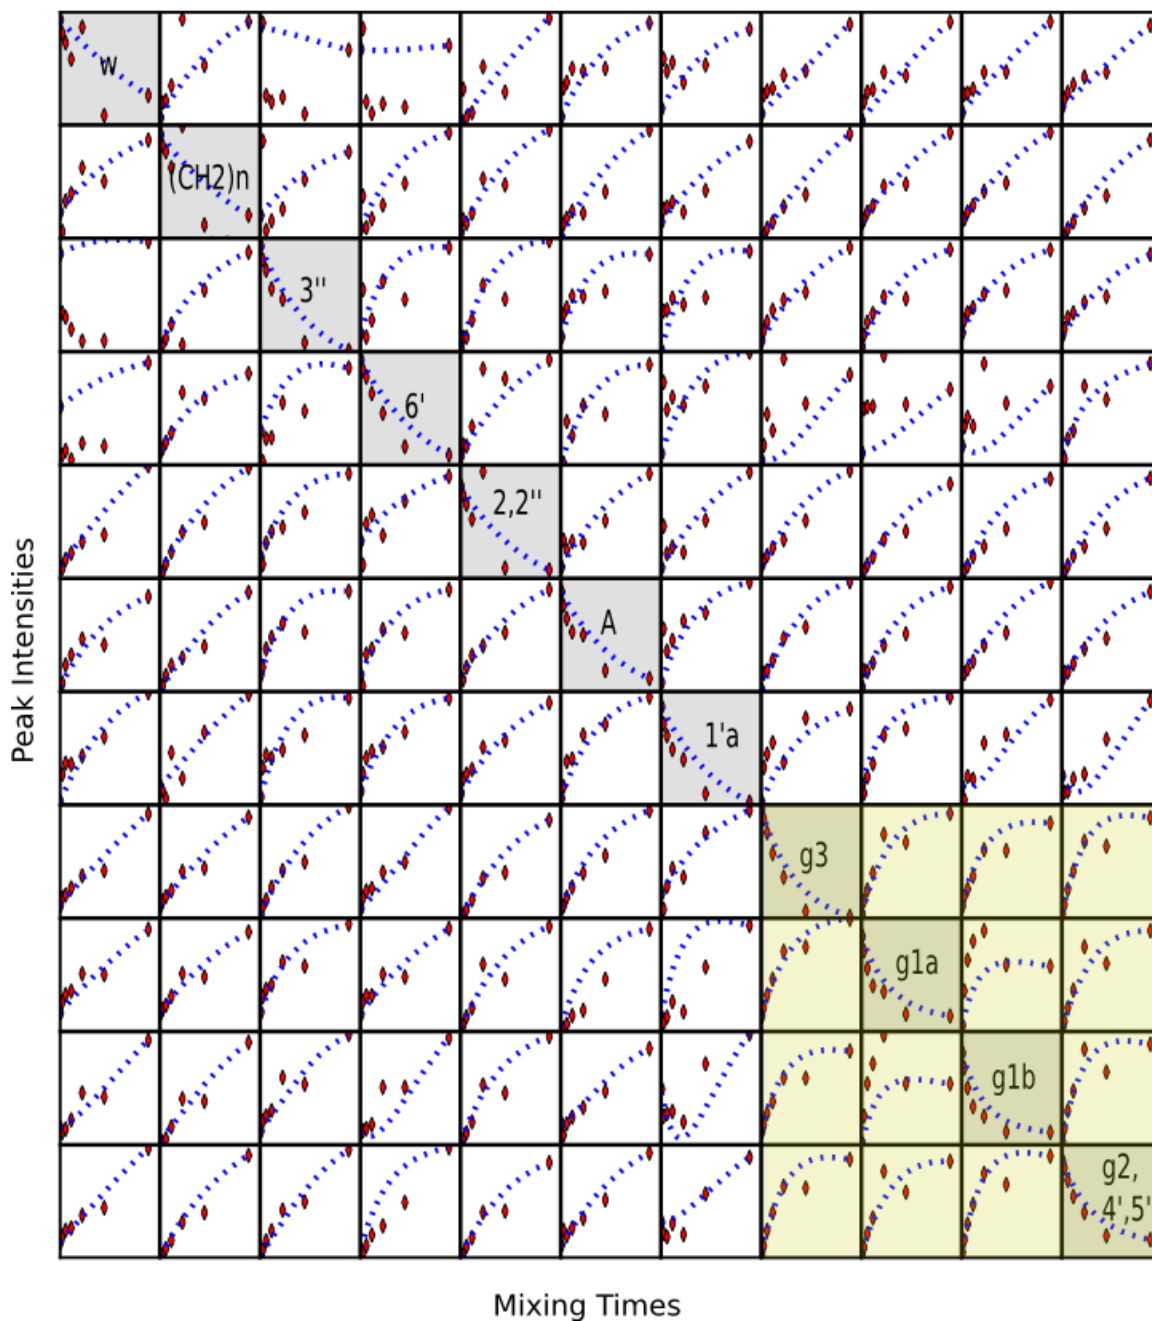 w
(CH2)n
3''
6'
2,2''
A
1'a
g3
g1a
g1b
g2,
4',5'
Peak Intensities
Mixing Times